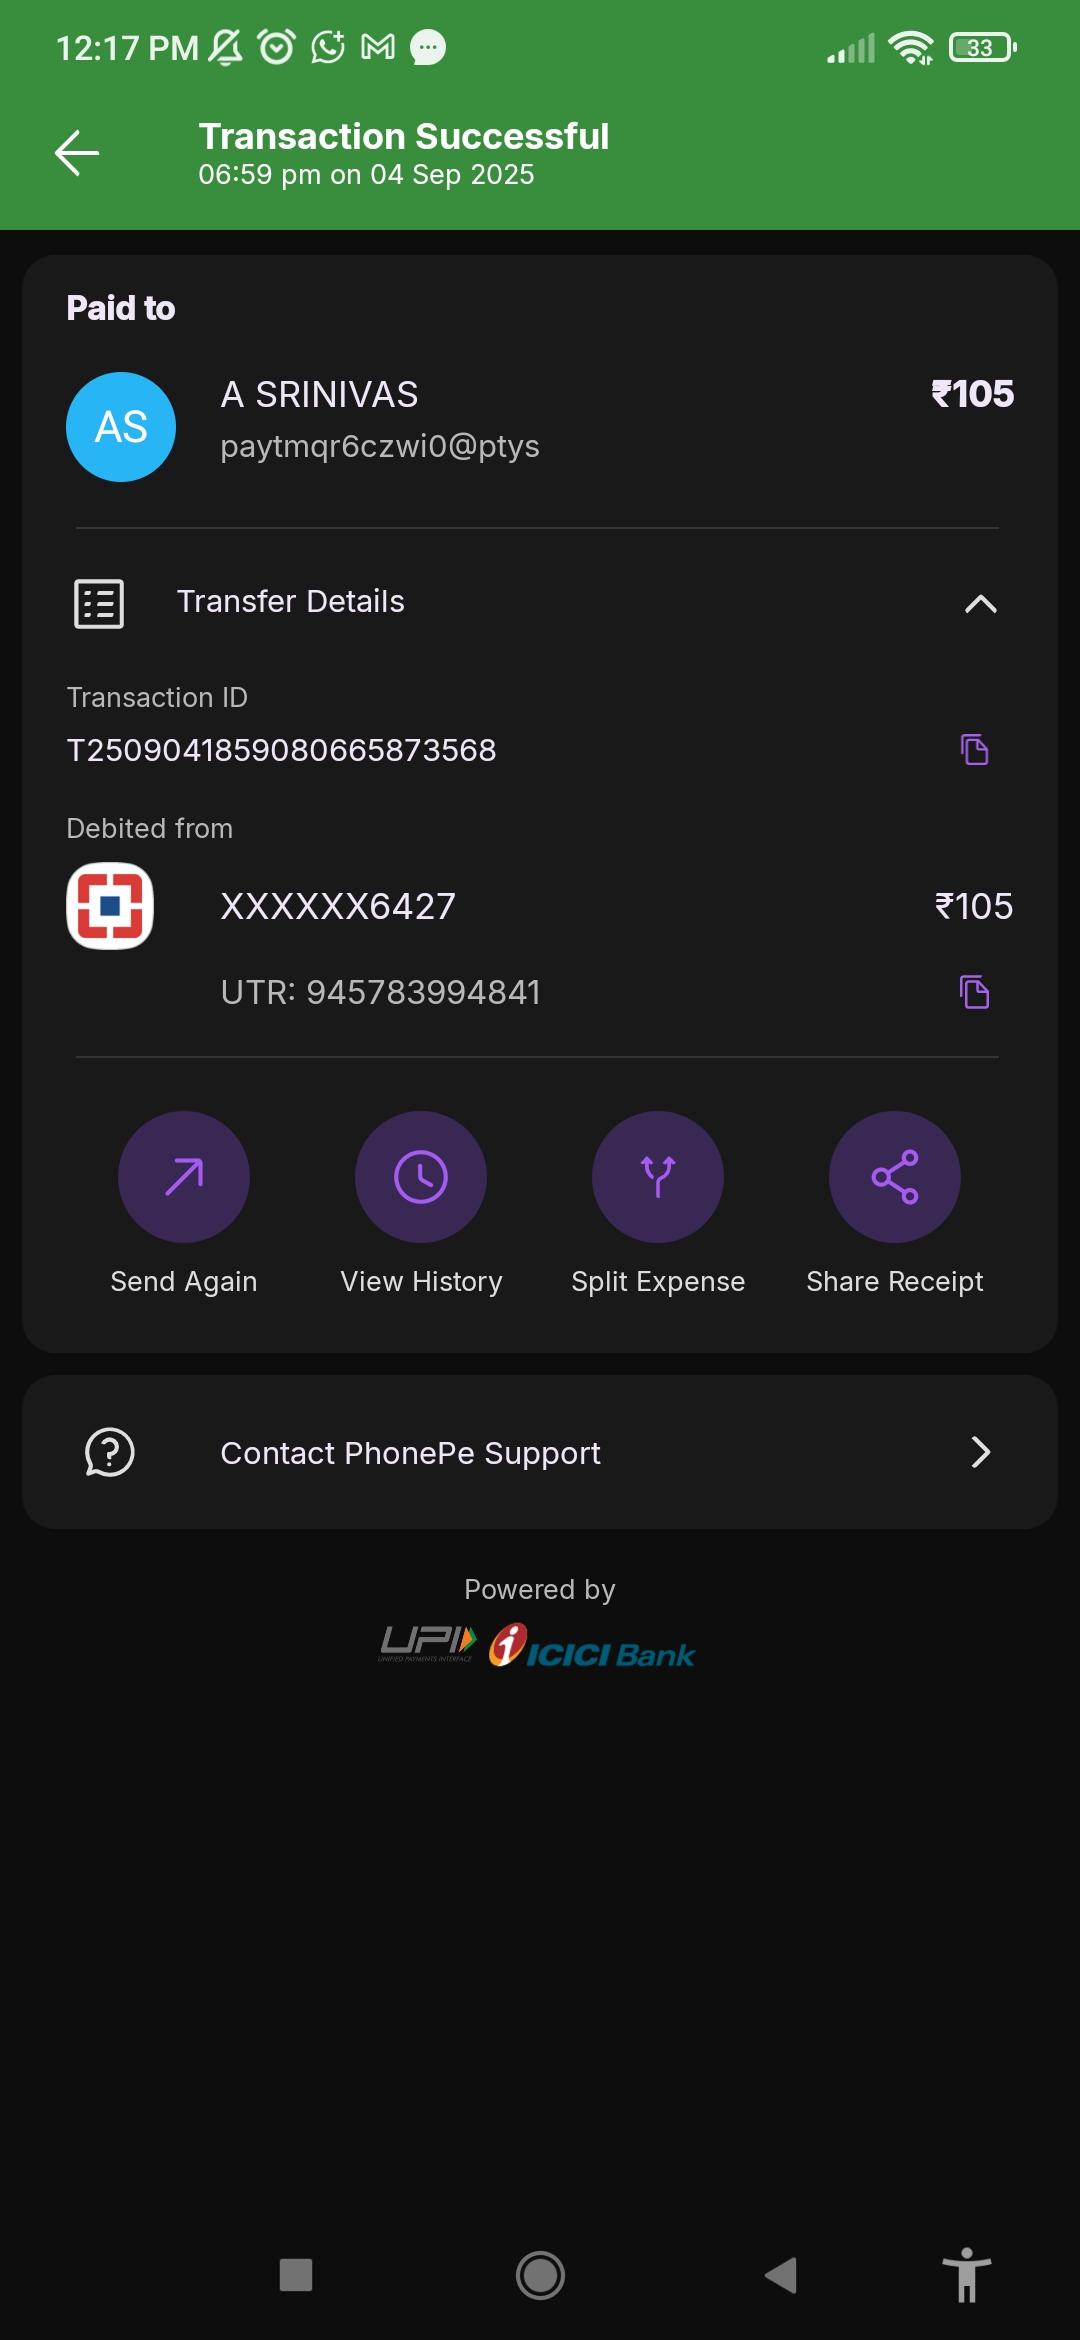 12:17 PM
33
Transaction Successful
06:59 pm on 04 Sep 2025
Paid to
AS
A SRINIVAS
₹105
paytmqr6czwi0@ptys
Transfer Details
Transaction ID
T2509041859080665873568
Debited from
XXXXXX6427
₹105
UTR: 945783994841
Send Again
View History
Split Expense
Share Receipt
Contact PhonePe Support
Powered by
UPI
UNIFIED PAYMENTS INTERFACE
ICICI Bank